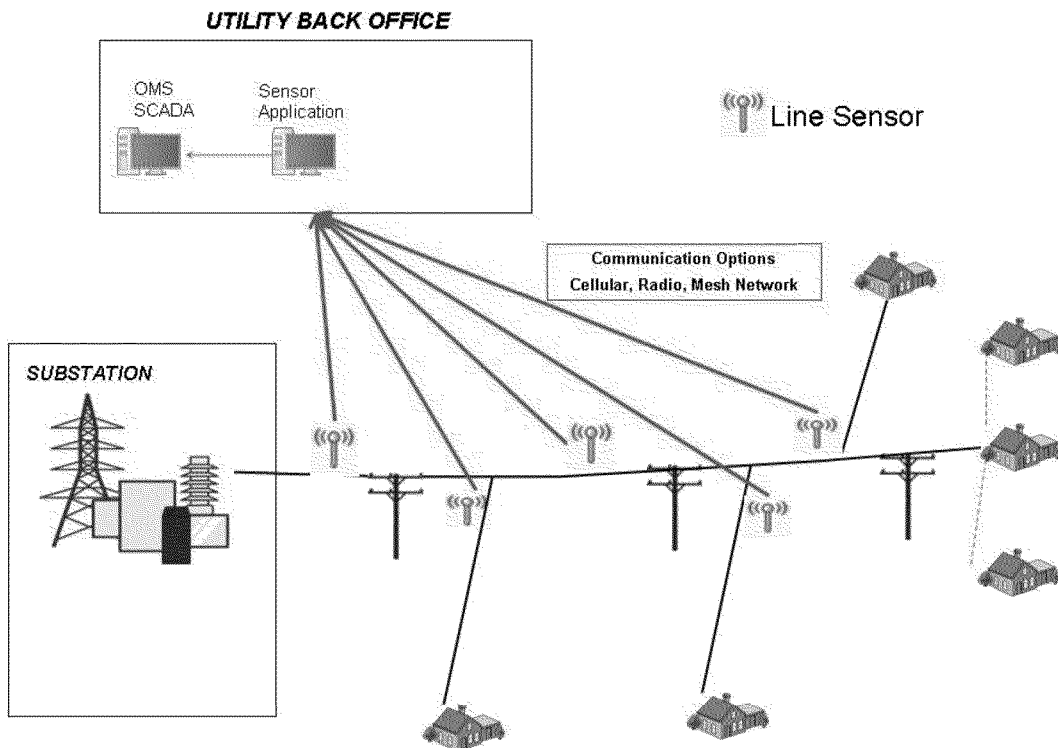 UTILITY BACK OFFICE
OMS
SCADA
Sensor
Application
Line Sensor
Communication Options
Cellular, Radio, Mesh Network
SUBSTATION